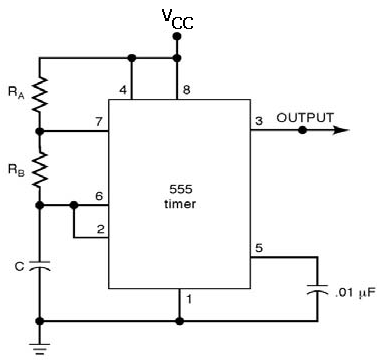 VCC
4 8
RA
7
3 OUTPUT
RB
555
timer
6
2
5
C
.01 μF
1